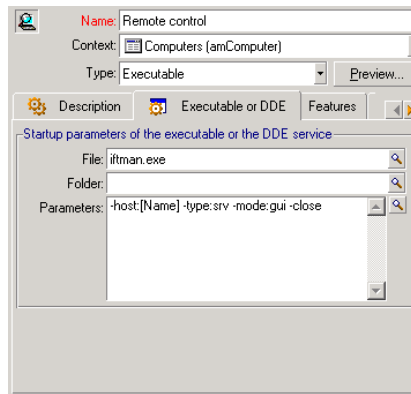 Name: Remote control
Context: Computers (amComputer)
Type: Executable Preview...
Description Executable or DDE Features
Startup parameters of the executable or the DDE service
File: iftman.exe
Folder:
Parameters: -host:[Name] -type:srv -mode:gui -close